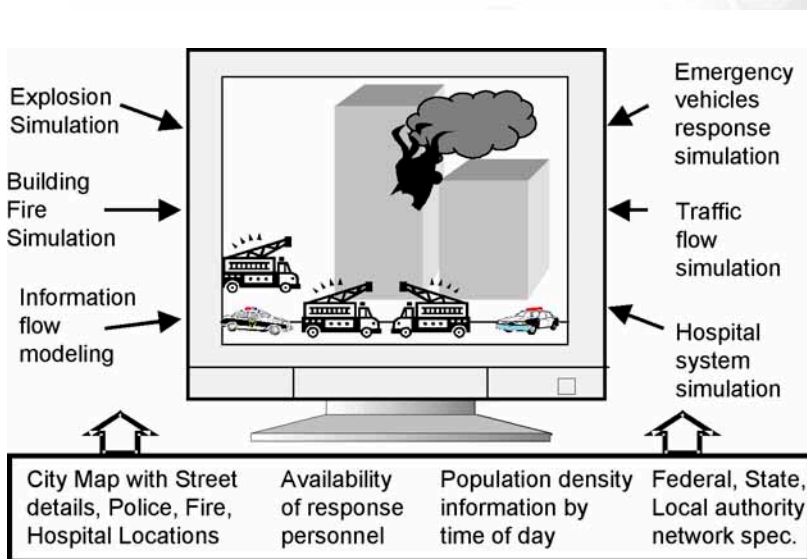 Explosion
Simulation
Building
Fire
Simulation
Information
flow
modeling
Emergency
vehicles
response
simulation
Traffic
flow
simulation
Hospital
system
simulation
City Map with Street
details, Police, Fire,
Hospital Locations
Availability
of response
personnel
Population density
information by
time of day
Federal, State,
Local authority
network spec.